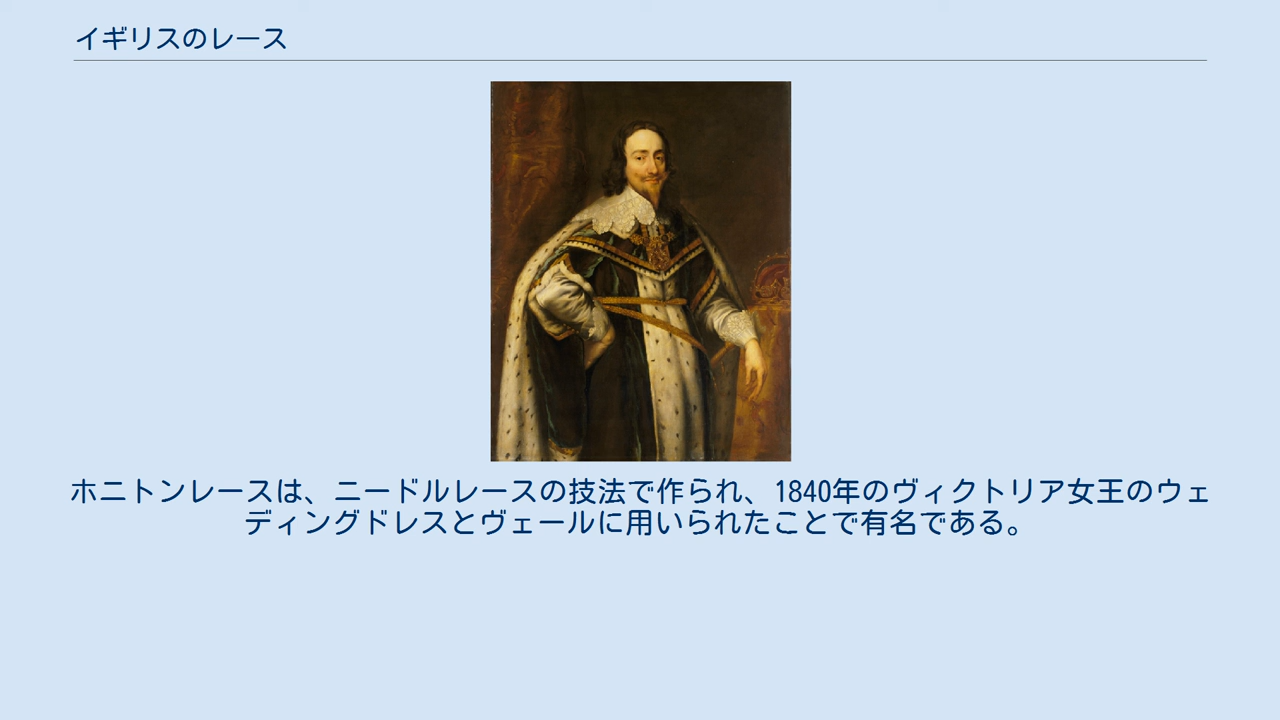 イギリスのレース
ホニトンレースは、ニードルレースの技法で作られ、1840年のヴィクトリア女王のウェ
ディングドレスとヴェールに用いられたことで有名である。